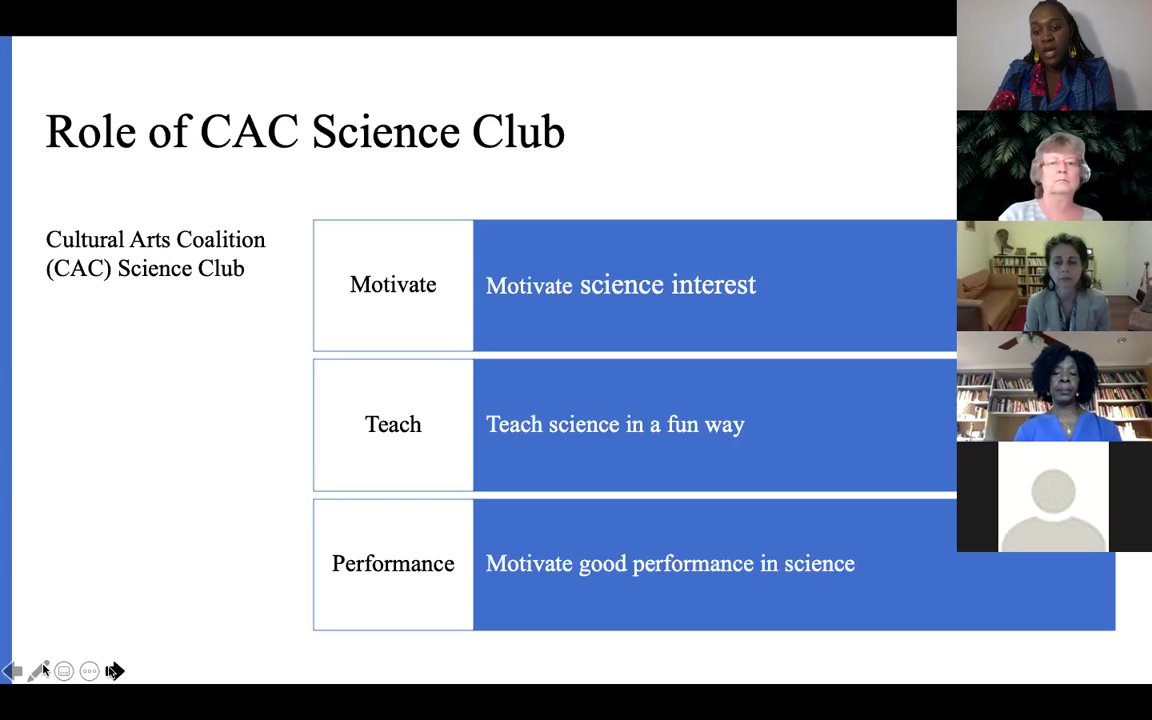 Role of CAC Science Club
Cultural Arts Coalition
(CAC) Science Club
Motivate
Motivate science interest
Teach
Teach science in a fun way
Performance
Motivate good performance in science